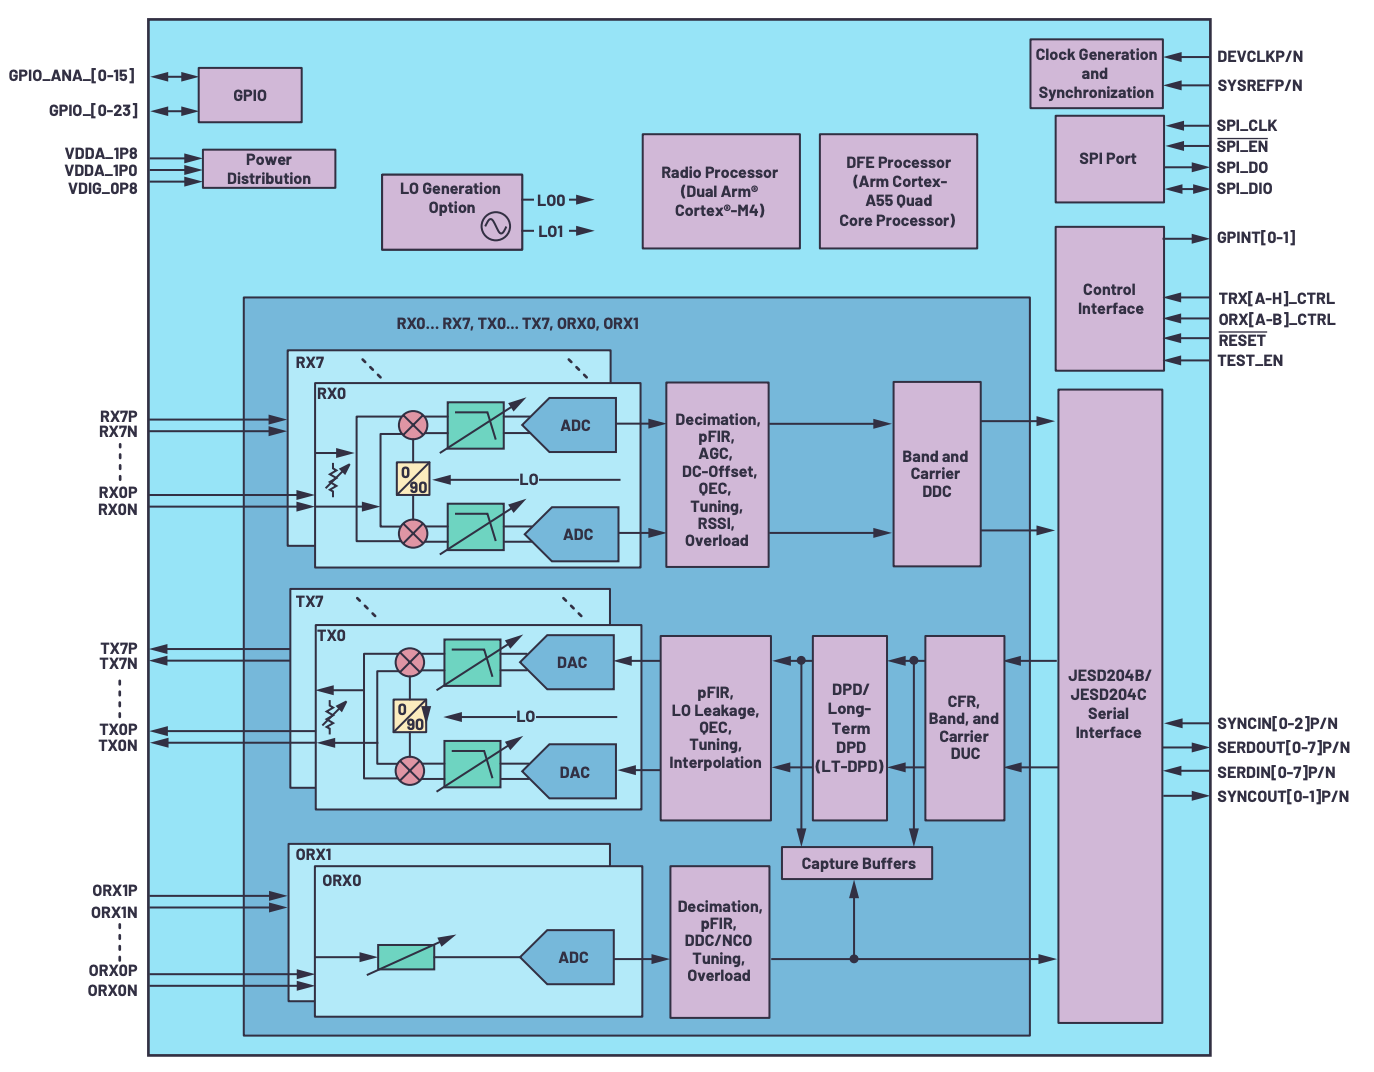 GPIO_ANA_[0-15]
GPIO_[0-23]
GPIO
VDDA_1P8
VDDA_1P0
VDIG_0P8
Power
Distribution
LO Generation
Option
LO0
LO1
Radio Processor
(Dual Arm®
Cortex®-M4)
DFE Processor
(Arm Cortex-
A55 Quad
Core Processor)
Clock Generation
and
Synchronization
DEVCLKP/N
SYSREFP/N
SPI Port
SPI_CLK
SPI_EN
SPI_DO
SPI_DIO
Control
Interface
GPINT[0-1]
TRX[A-H]_CTRL
ORX[A-B]_CTRL
RESET
TEST_EN
RX0... RX7, TX0... TX7, ORX0, ORX1
RX7P
RX7N
RX0P
RX0N
RX7
RX0
0
90
LO
ADC
ADC
Decimation,
pFIR,
AGC,
DC-Offset,
QEC,
Tuning,
RSSI,
Overload
Band and
Carrier
DDC
TX7P
TX7N
TX0P
TX0N
TX7
TX0
0
90
LO
DAC
DAC
pFIR,
LO Leakage,
QEC,
Tuning,
Interpolation
DPD/
Long-
Term
DPD
(LT-DPD)
CFR,
Band, and
Carrier
DUC
Capture Buffers
JESD204B/
JESD204C
Serial
Interface
SYNCIN[0-2]P/N
SERDOUT[0-7]P/N
SERDIN[0-7]P/N
SYNCOUT[0-1]P/N
ORX1P
ORX1N
ORX0P
ORX0N
ORX1
ORX0
ADC
Decimation,
pFIR,
DDC/NCO
Tuning,
Overload